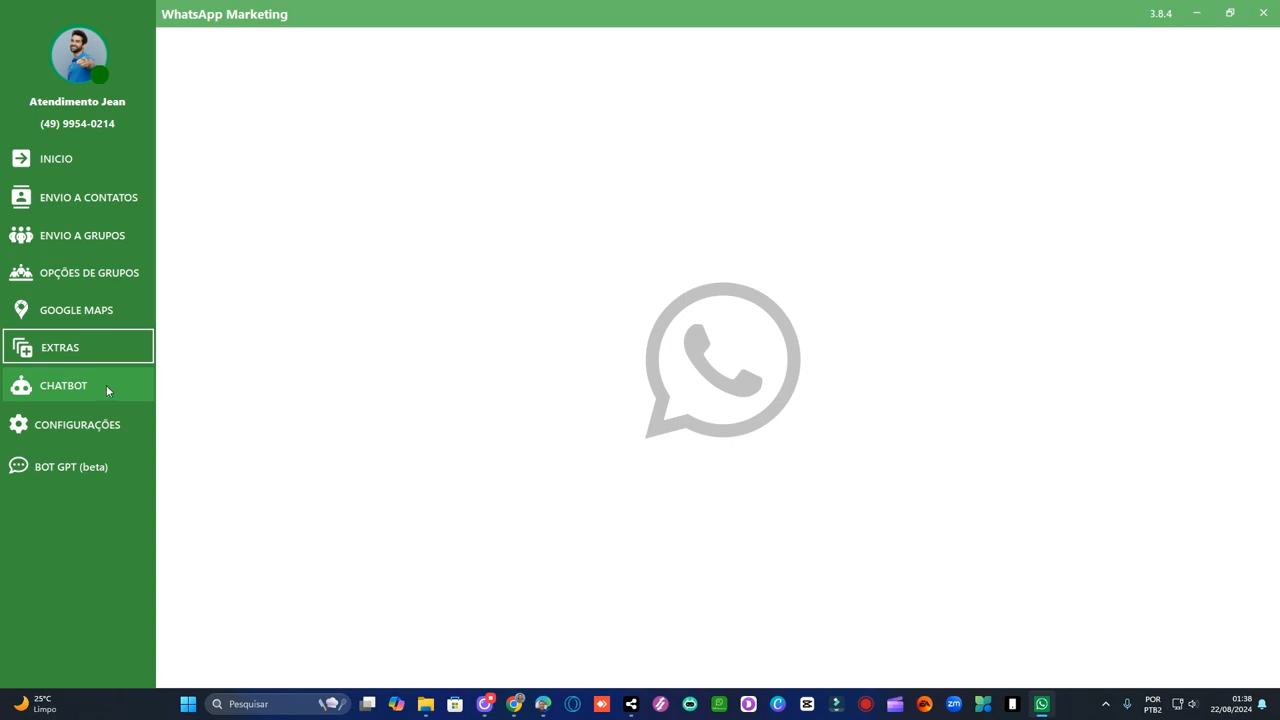 WhatsApp Marketing
3.8.4
Atendimento Jean
(49) 9954-0214
INICIO
ENVIO A CONTATOS
ENVIO A GRUPOS
OPÇÕES DE GRUPOS
GOOGLE MAPS
EXTRAS
CHATBOT
CONFIGURAÇÕES
BOT GPT (beta)
25°C
Limpo
Pesquisar
POR
PTB2
01:38
22/08/2024